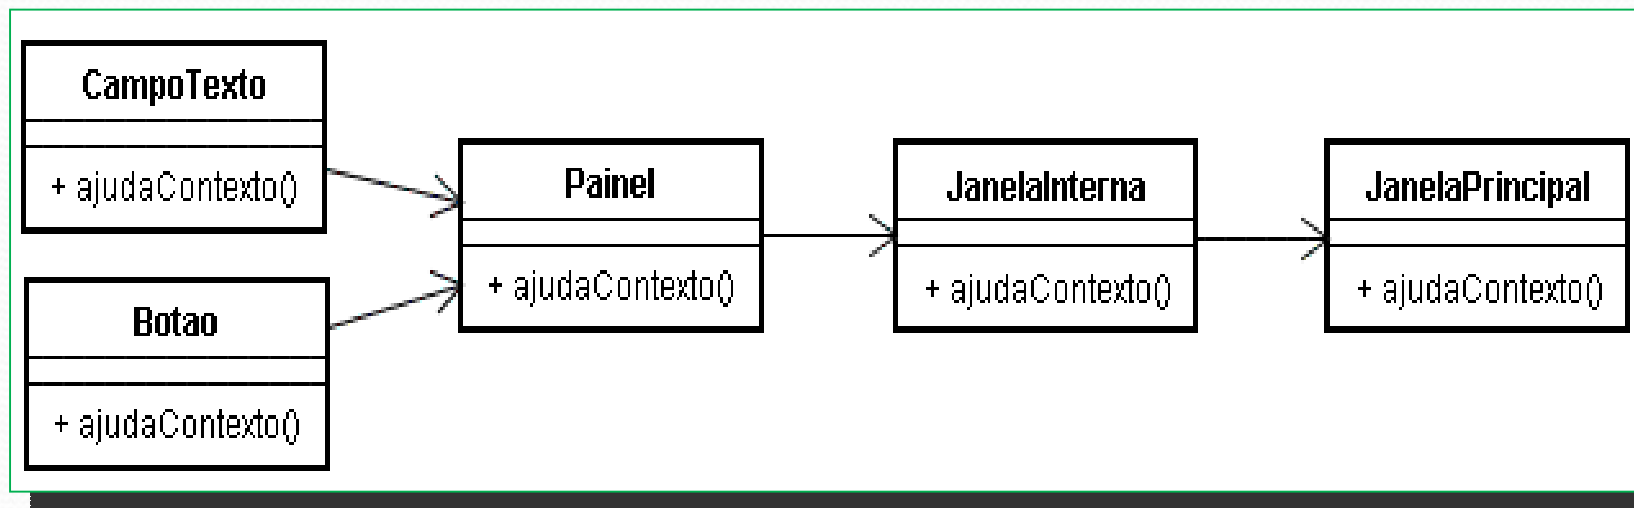 CampoTexto
+ ajudaContexto()
Botao
+ ajudaContexto()
Painel
+ ajudaContexto()
JanelaInterna
+ ajudaContexto()
JanelaPrincipal
+ ajudaContexto()